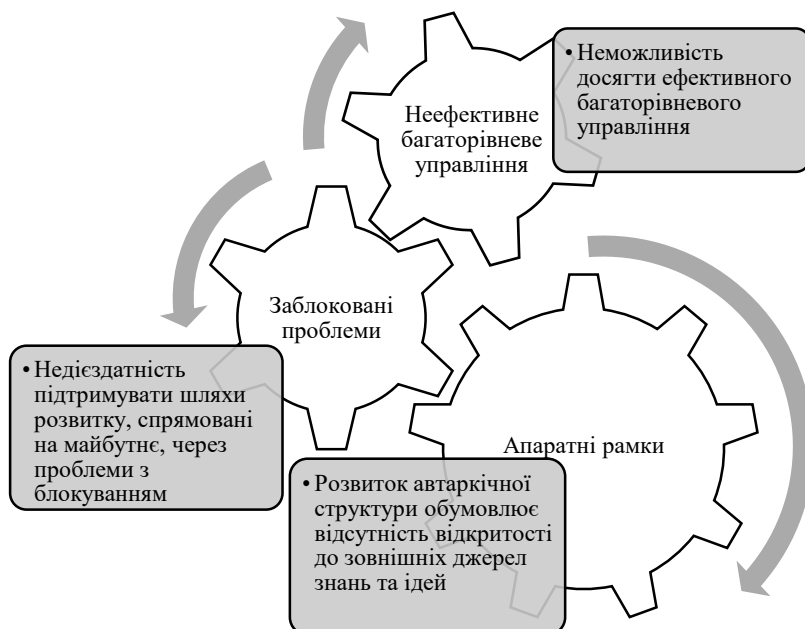 Неефективне
багаторівневе
управління
• Неможливість
досягти ефективного
багаторівневого
управління
Заблоковані
проблеми
• Недієздатність
підтримувати шляхи
розвитку, спрямовані
на майбутнє, через
проблеми з
блокуванням
Апаратні рамки
• Розвиток автаркічної
структури обумовлює
відсутність відкритості
до зовнішніх джерел
знань та ідей